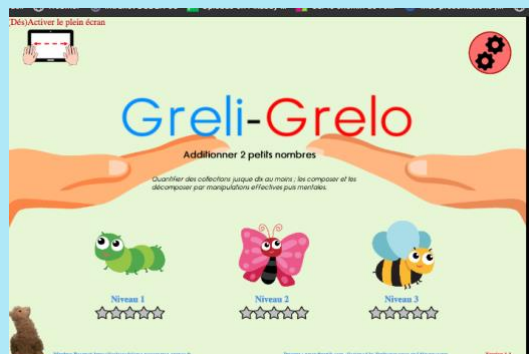 (Dés)Activer le plein écran
Greli-Grelo
Additionner 2 petits nombres
Quantifier des collections jusque dix au moins ; les composer et les
décomposer par manipulations effectives puis mentales.
Niveau 1
Niveau 2
Niveau 3